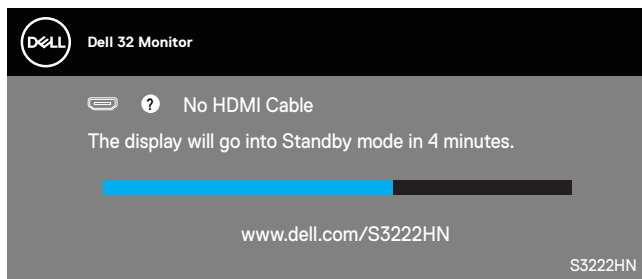 DELL
Dell 32 Monitor
? No HDMI Cable
The display will go into Standby mode in 4 minutes.
www.dell.com/S3222HN
S3222HN